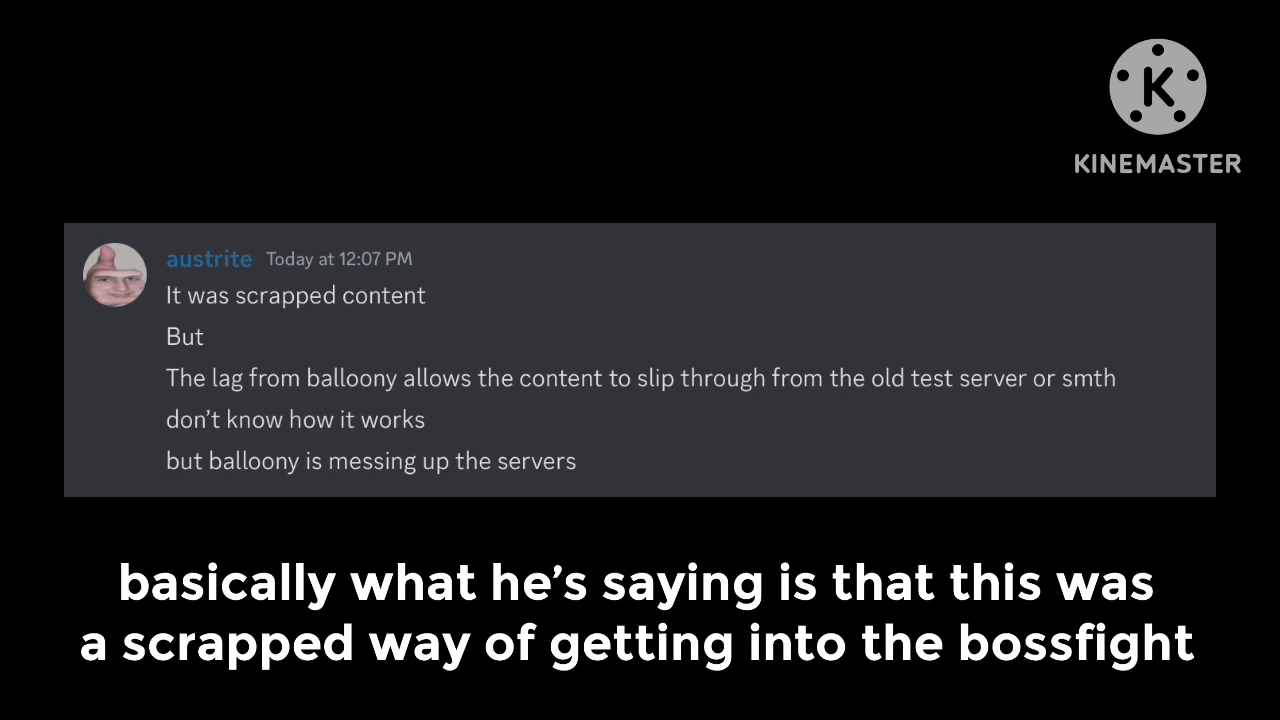 K
KINEMASTER
austrite Today at 12:07 PM
It was scrapped content
But
The lag from balloony allows the content to slip through from the old test server or smth
don’t know how it works
but balloony is messing up the servers
basically what he’s saying is that this was
a scrapped way of getting into the bossfight